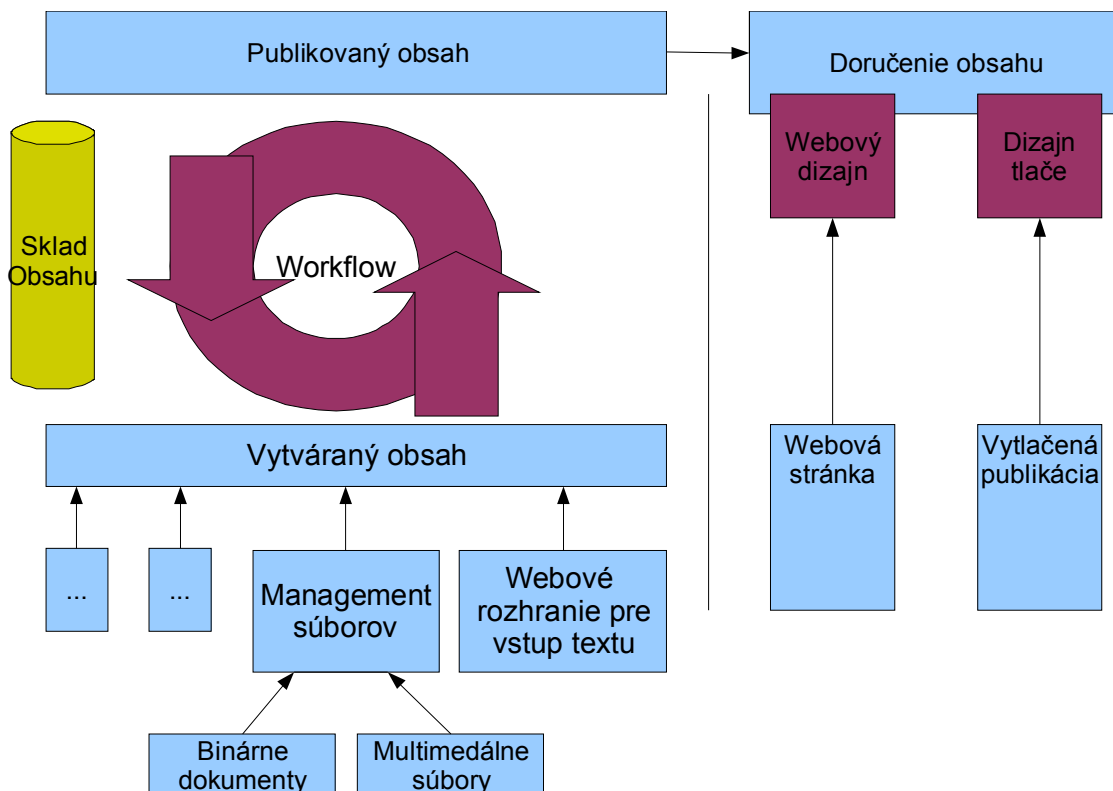 Publikovaný obsah
Doručenie obsahu
Webový
dizajn
Dizajn
tlače
Sklad
Obsahu
Workflow
Vytváraný obsah
Webová
stránka
Vytlačená
publikácia
...
...
Management
súborov
Webové
rozhranie pre
vstup textu
Binárne
dokumenty
Multimedálne
súbory